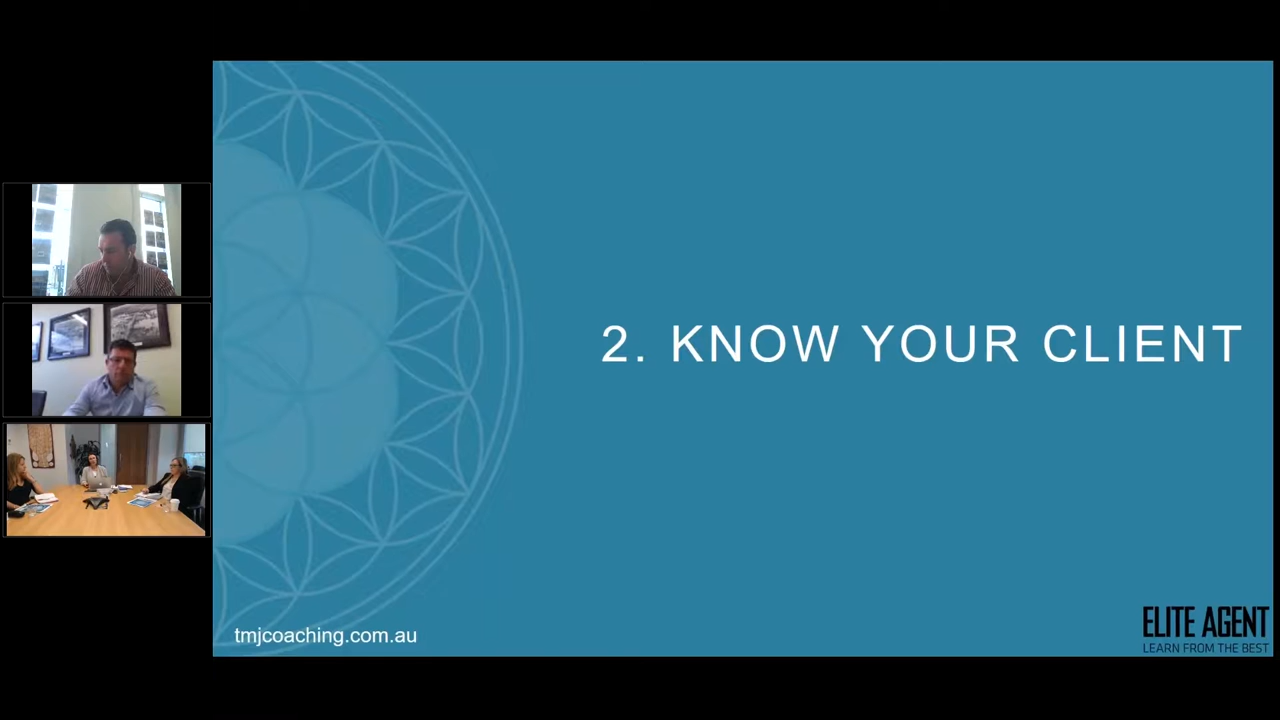 2. KNOW YOUR CLIENT
tmjcoaching.com.au
ELITE AGENT
LEARN FROM THE BEST